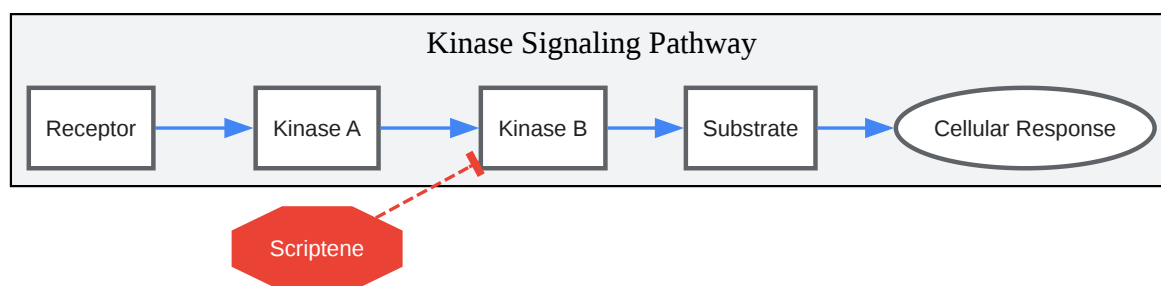 Kinase Signaling Pathway
Receptor
Kinase A
Kinase B
Substrate
Cellular Response
Scriptene